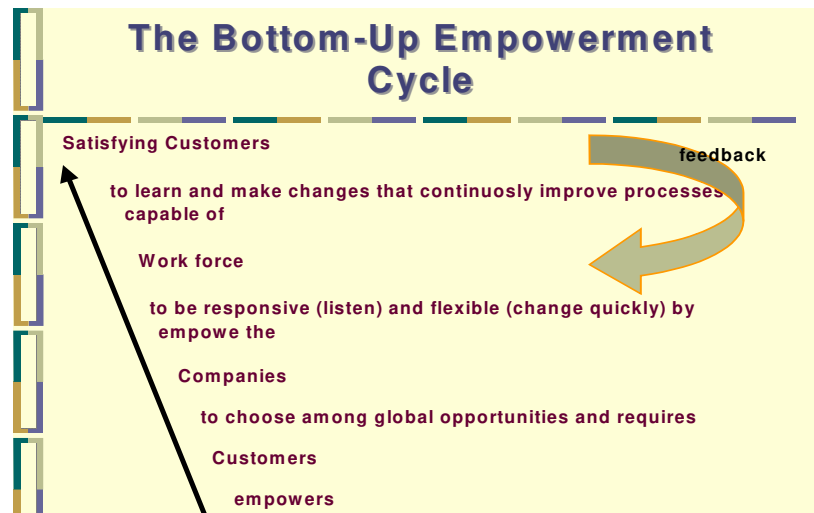 The Bottom-Up Empowerment
Cycle
Satisfying Customers
feedback
to learn and make changes that continuosly improve processes
capable of
Work force
to be responsive (listen) and flexible (change quickly) by
empowe the
Companies
to choose among global opportunities and requires
Customers
empowers